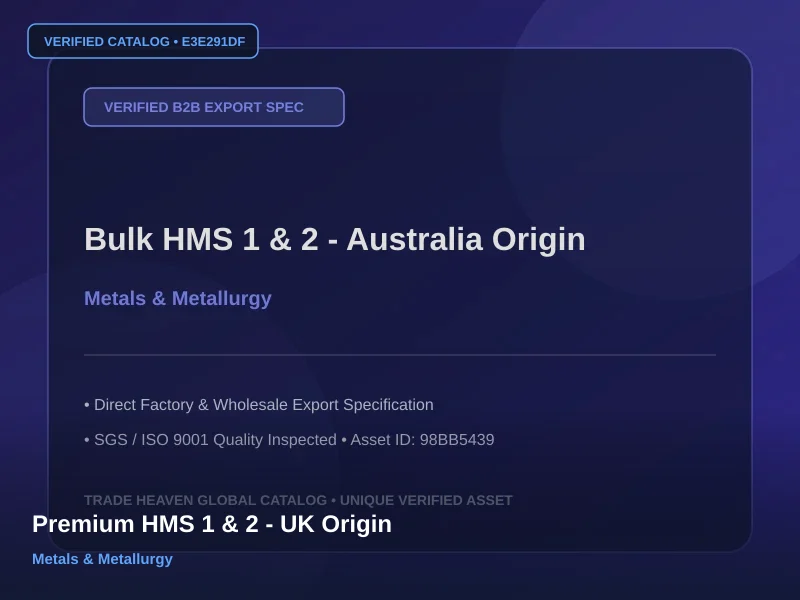 VERIFIED CATALOG • E3E291DF
VERIFIED B2B EXPORT SPEC
Bulk HMS 1 & 2 - Australia Origin
Metals & Metallurgy
• Direct Factory & Wholesale Export Specification
• SGS / ISO 9001 Quality Inspected • Asset ID: 98BB5439
TRADE HEAVEN GLOBAL CATALOG • UNIQUE VERIFIED ASSET
Premium HMS 1 & 2 - UK Origin
Metals & Metallurgy